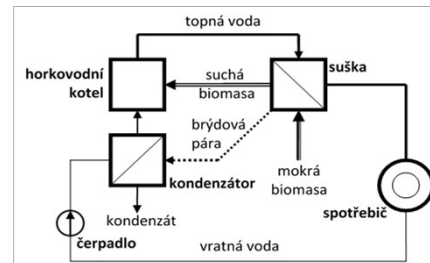 topná voda
horkovodní
kotel
suchá
biomasa
suška
brýdová
pára
mokrá
biomasa
kondenzátor
spotřebič
kondenzát
čerpadlo
vratná voda